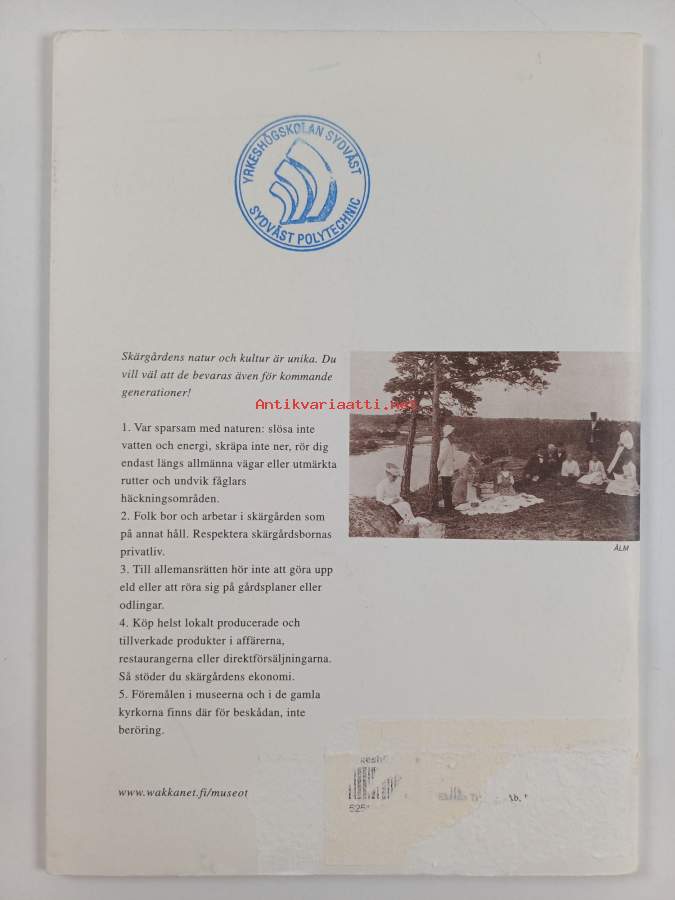 YRKESHÖGSKOLAN SYDVÄST
SYDVÄST POLYTECHNIC
Skärgårdens natur och kultur är unika. Du
vill väl att de bevaras även för kommande
generationer!
Antikvariaatti.net
1. Var sparsam med naturen: slösa inte
vatten och energi, skräpa inte ner, rör dig
endast längs allmänna vägar eller utmärkta
rutter och undvik fåglars
häckningsområden.
2. Folk bor och arbetar i skärgården som
på annat håll. Respektera skärgårdsbornas
privatliv.
3. Till allemansrätten hör inte att göra upp
eld eller att röra sig på gårdsplaner eller
odlingar.
4. Köp helst lokalt producerade och
tillverkade produkter i affärerna,
restaurangerna eller direktförsäljningarna.
Så stöder du skärgårdens ekonomi.
5. Föremålen i museerna och i de gamla
kyrkorna finns där för beskådan, inte
beröring.
ÅLM
www.wakkanet.fi/museot